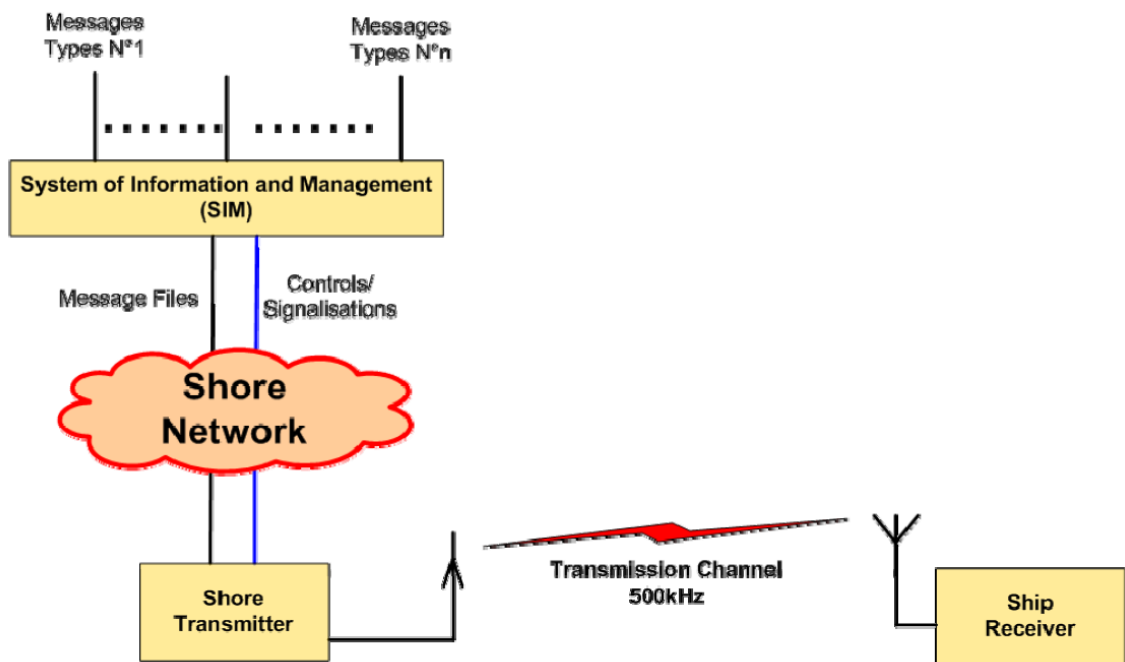 Messages
Types N°1
Messages
Types N°n
System of Information and Management
(SIM)
Message Files
Controls/
Signalisations
Shore
Network
Transmission Channel
500kHz
Shore
Transmitter
Ship
Receiver